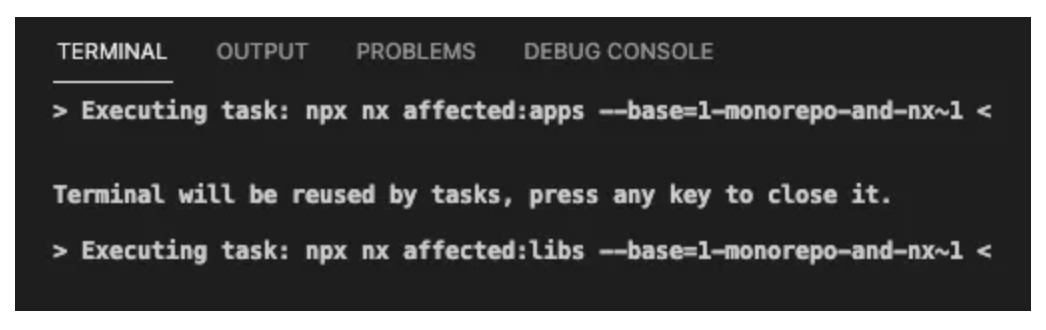 TERMINAL OUTPUT PROBLEMS DEBUG CONSOLE
> Executing task: npx nx affected:apps --base=1-monorepo-and-nx~1 <
Terminal will be reused by tasks, press any key to close it.
> Executing task: npx nx affected:libs --base=1-monorepo-and-nx~1 <